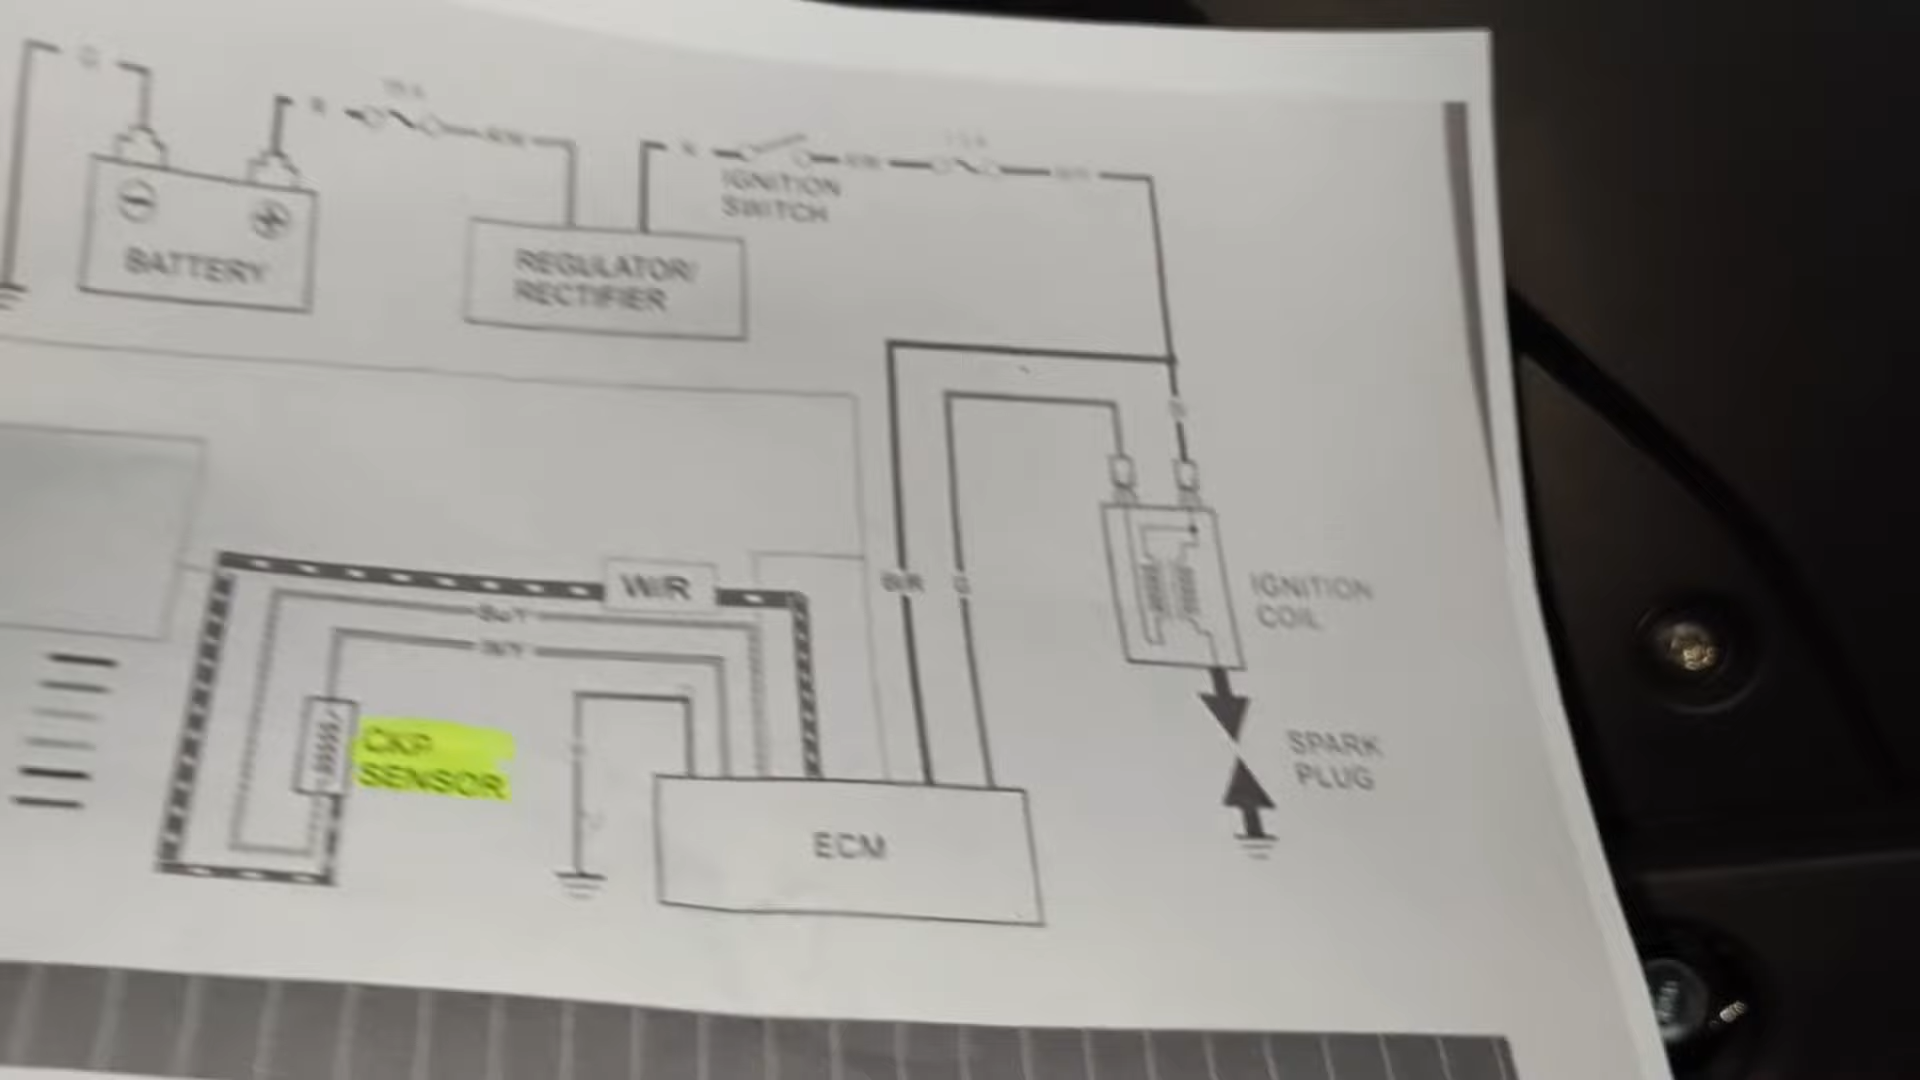 G
R
IGNITION
SWITCH
BATTERY
REGULATOR/
RECTIFIER
W/R
G
IGNITION
COIL
CKP
SENSOR
SPARK
PLUG
ECM